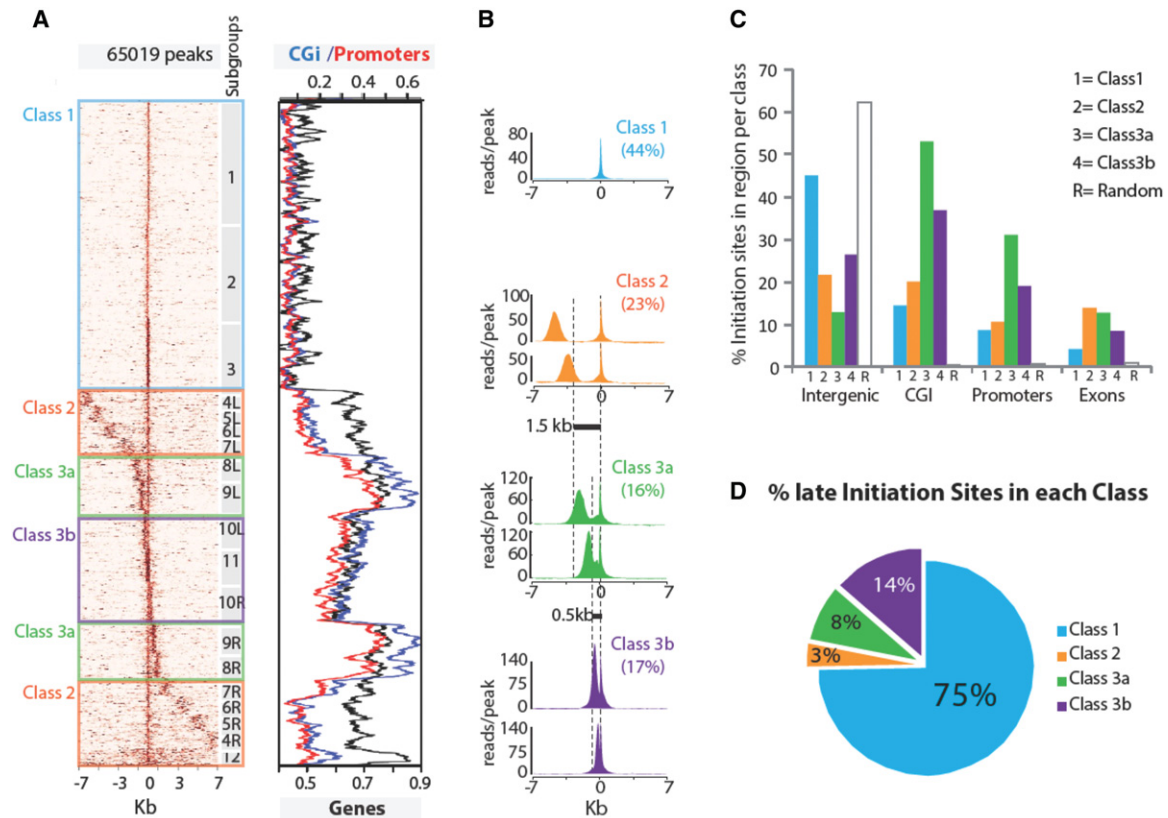 A
65019 peaks
Subgroups
CGi /Promoters
0.2 0.4 0.6
Class 1
1
2
3
Class 2
4L
5L
6L
7L
Class 3a
8L
9L
Class 3b
10L
11
10R
Class 3a
9R
8R
Class 2
7R
6R
5R
4R
12
-7 -3 0 3 7
Kb
0.5 0.7 0.9
Genes
B
Class 1
(44%)
reads/peak
80
40
0
-7 0 7
Class 2
(23%)
reads/peak
100
50
0
50
0
-7 0 7
1.5 kb
Class 3a
(16%)
reads/peak
120
60
0
120
60
0
-7 0 7
0.5kb
Class 3b
(17%)
reads/peak
140
75
0
140
75
0
-7 0 7
Kb
C
% Initiation sites in region per class
70
60
50
40
30
20
10
0
1= Class1
2= Class2
3= Class3a
4= Class3b
R= Random
1 2 3 4 R 1 2 3 4 R 1 2 3 4 R 1 2 3 4 R
Intergenic CGI Promoters Exons
D % late Initiation Sites in each Class
14%
8%
3%
75%
Class 1
Class 2
Class 3a
Class 3b